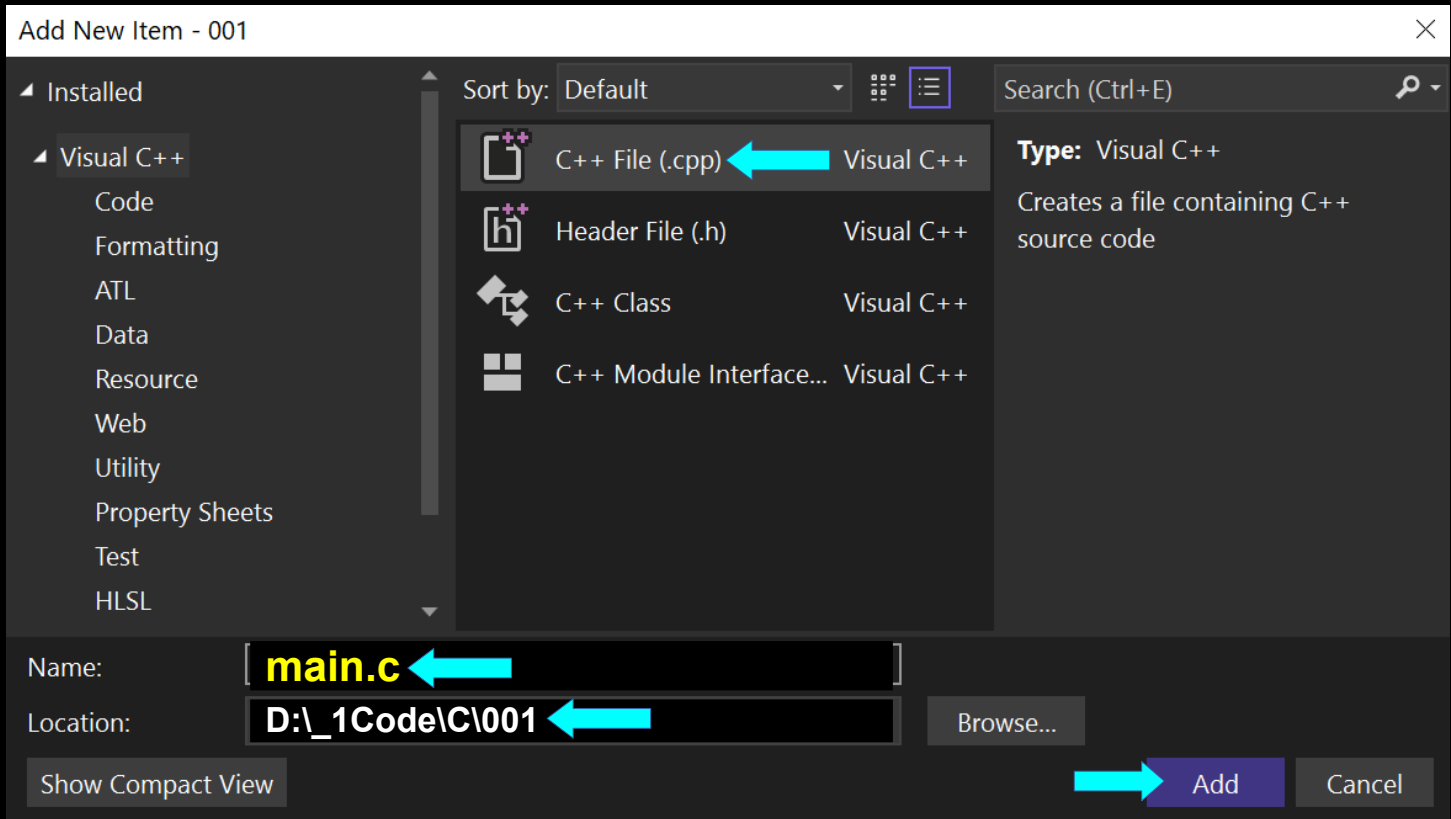 Add New Item - 001
Installed
Visual C++
Code
Formatting
ATL
Data
Resource
Web
Utility
Property Sheets
Test
HLSL
Sort by: Default
C++ File (.cpp) Visual C++
Header File (.h) Visual C++
C++ Class Visual C++
C++ Module Interface... Visual C++
Search (Ctrl+E)
Type: Visual C++
Creates a file containing C++
source code
Name: main.c
Location: D:\_1Code\C\001
Browse...
Show Compact View
Add
Cancel